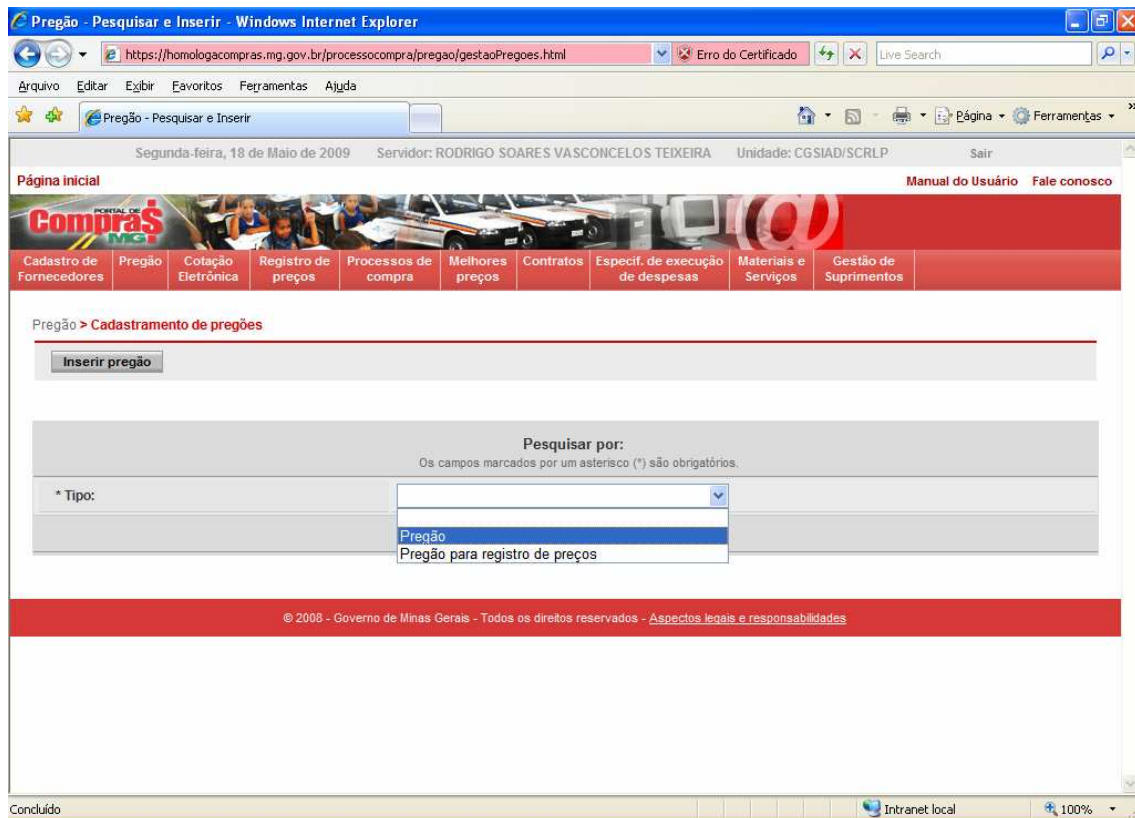 Pregão - Pesquisar e Inserir - Windows Internet Explorer
https://homologacompras.mg.gov.br/processocompra/pregao/gestaoPregoes.html
Erro do Certificado
Live Search
Arquivo Editar Exibir Favoritos Ferramentas Ajuda
Pregão - Pesquisar e Inserir
Página
Ferramentas
Segunda-feira, 18 de Maio de 2009 Servidor: RODRIGO SOARES VASCONCELOS TEIXEIRA Unidade: CGSIAD/SCRLP Sair
Página inicial
Manual do Usuário Fale conosco
PORTAL DE
Compra$
MG
@
Cadastro de Fornecedores
Pregão
Cotação Eletrônica
Registro de preços
Processos de compra
Melhores preços
Contratos
Especif. de execução de despesas
Materiais e Serviços
Gestão de Suprimentos
Pregão > Cadastramento de pregões
Inserir pregão
Pesquisar por:
Os campos marcados por um asterisco (*) são obrigatórios.
* Tipo:
Pregão
Pregão para registro de preços
© 2008 - Governo de Minas Gerais - Todos os direitos reservados - Aspectos legais e responsabilidades
Concluído
Intranet local
100%